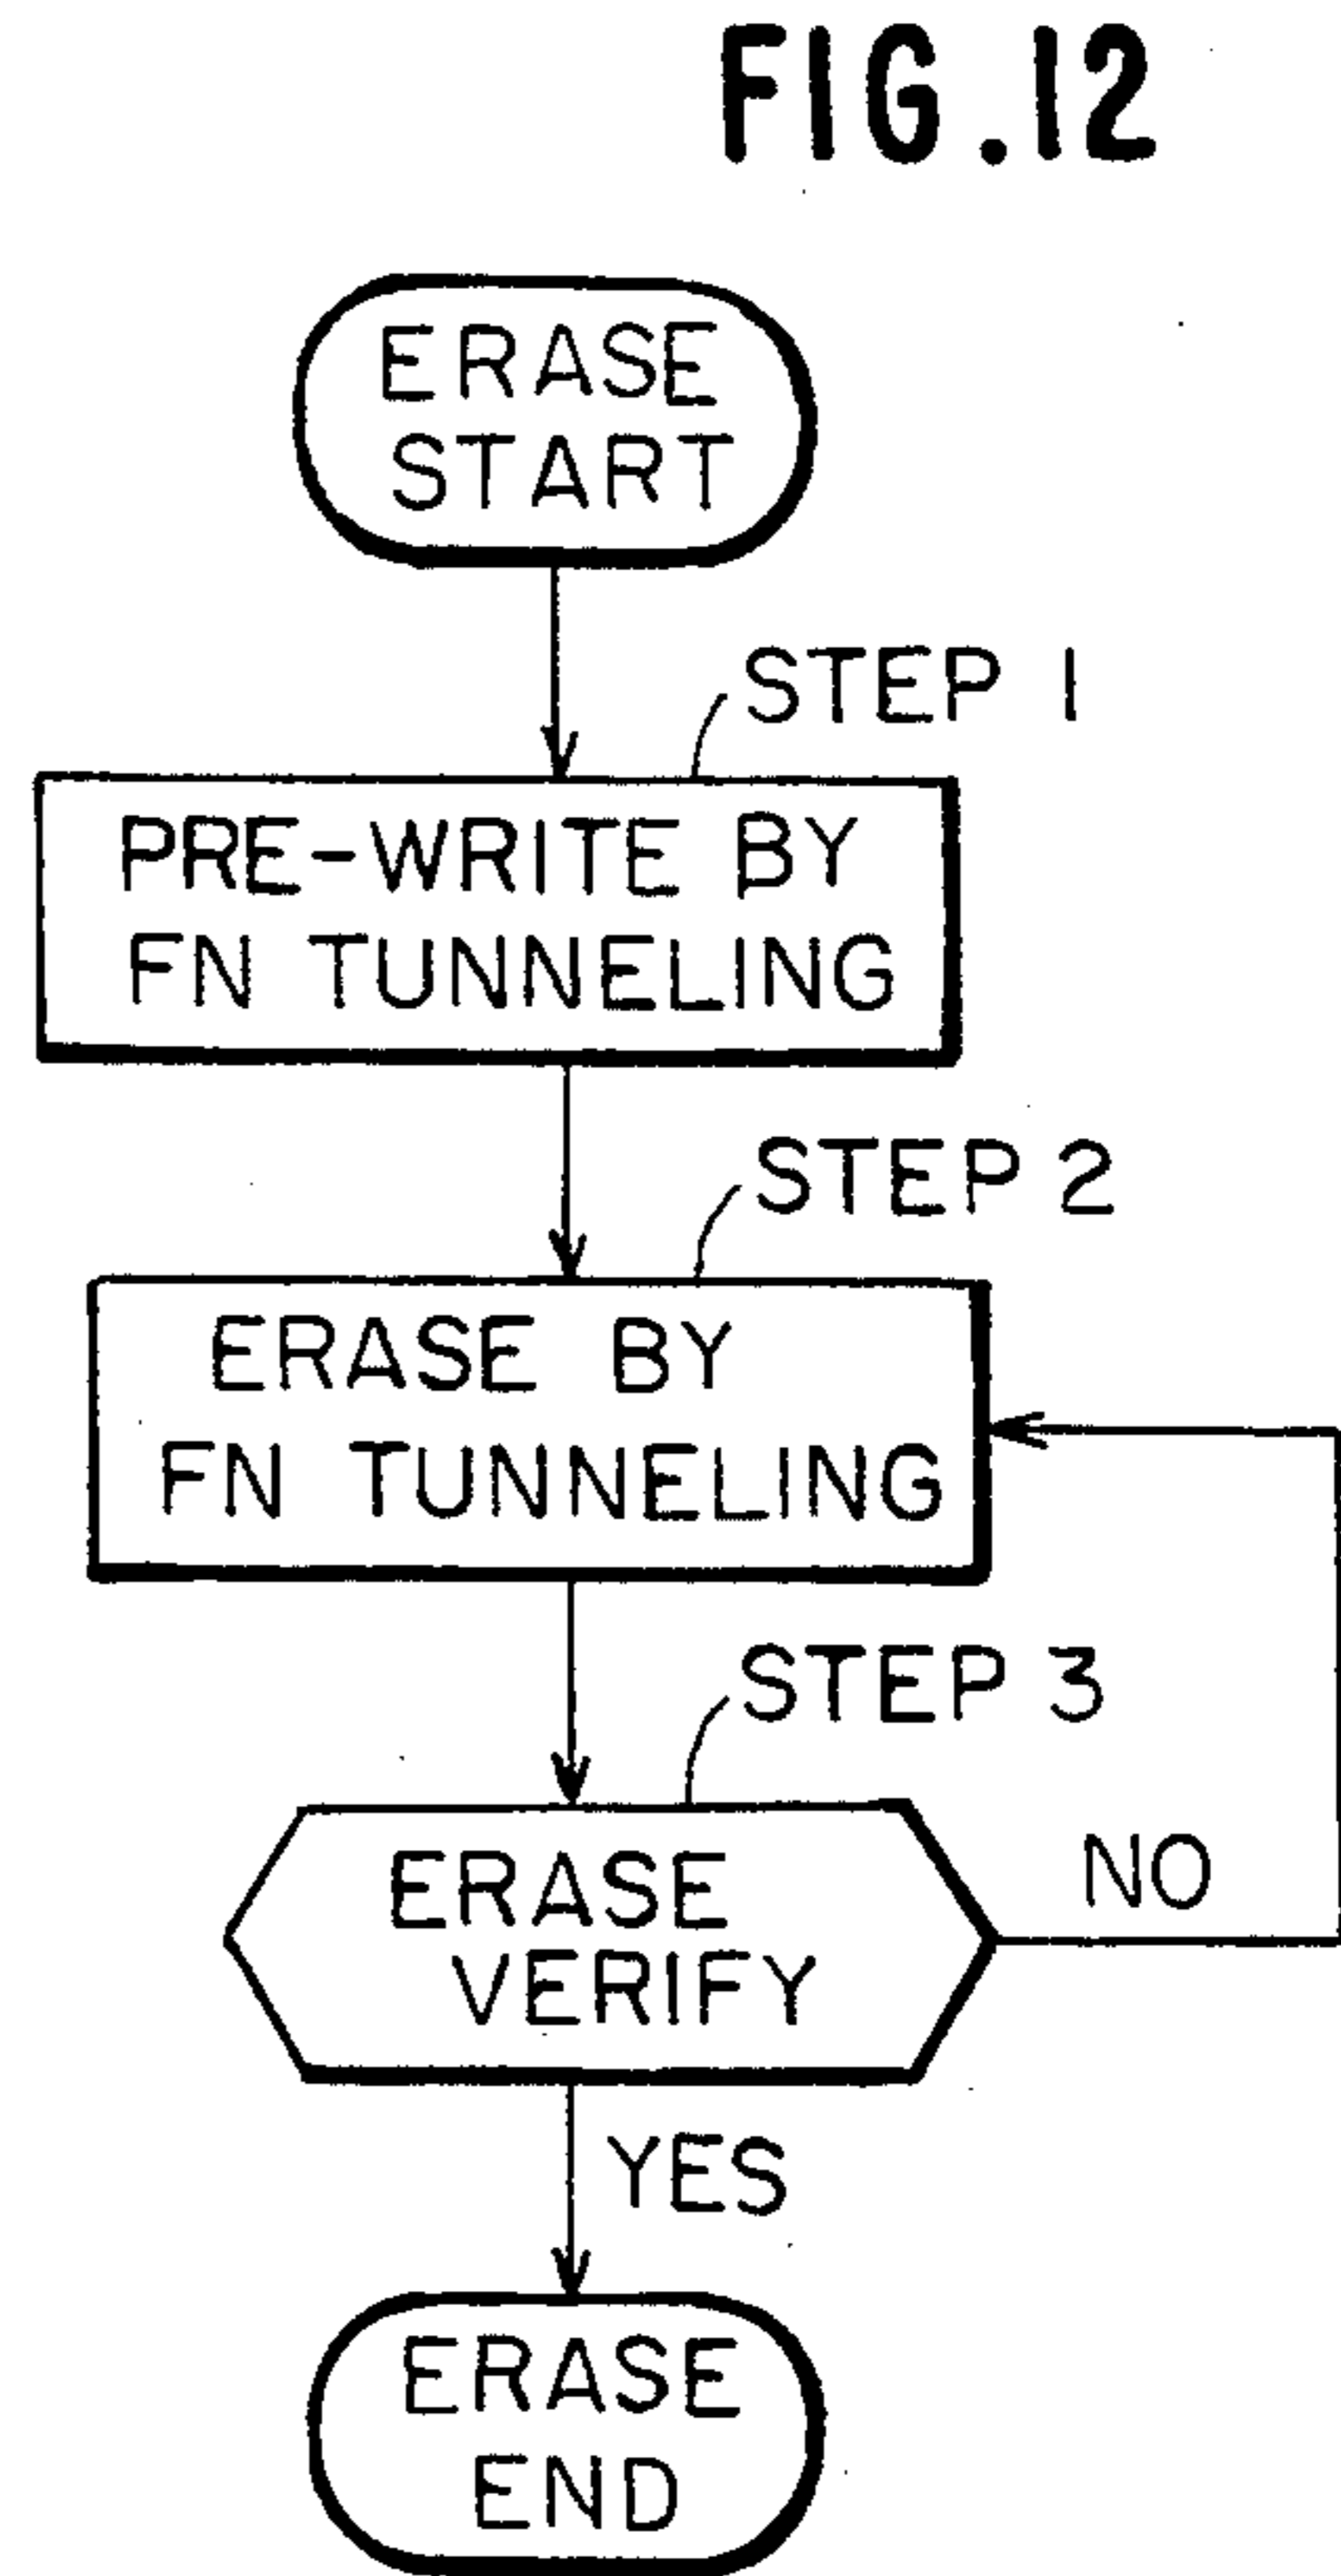 FIG.12
ERASE
START
STEP 1
PRE-WRITE BY
FN TUNNELING
STEP 2
ERASE BY
FN TUNNELING
STEP 3
ERASE
VERIFY
NO
YES
ERASE
END